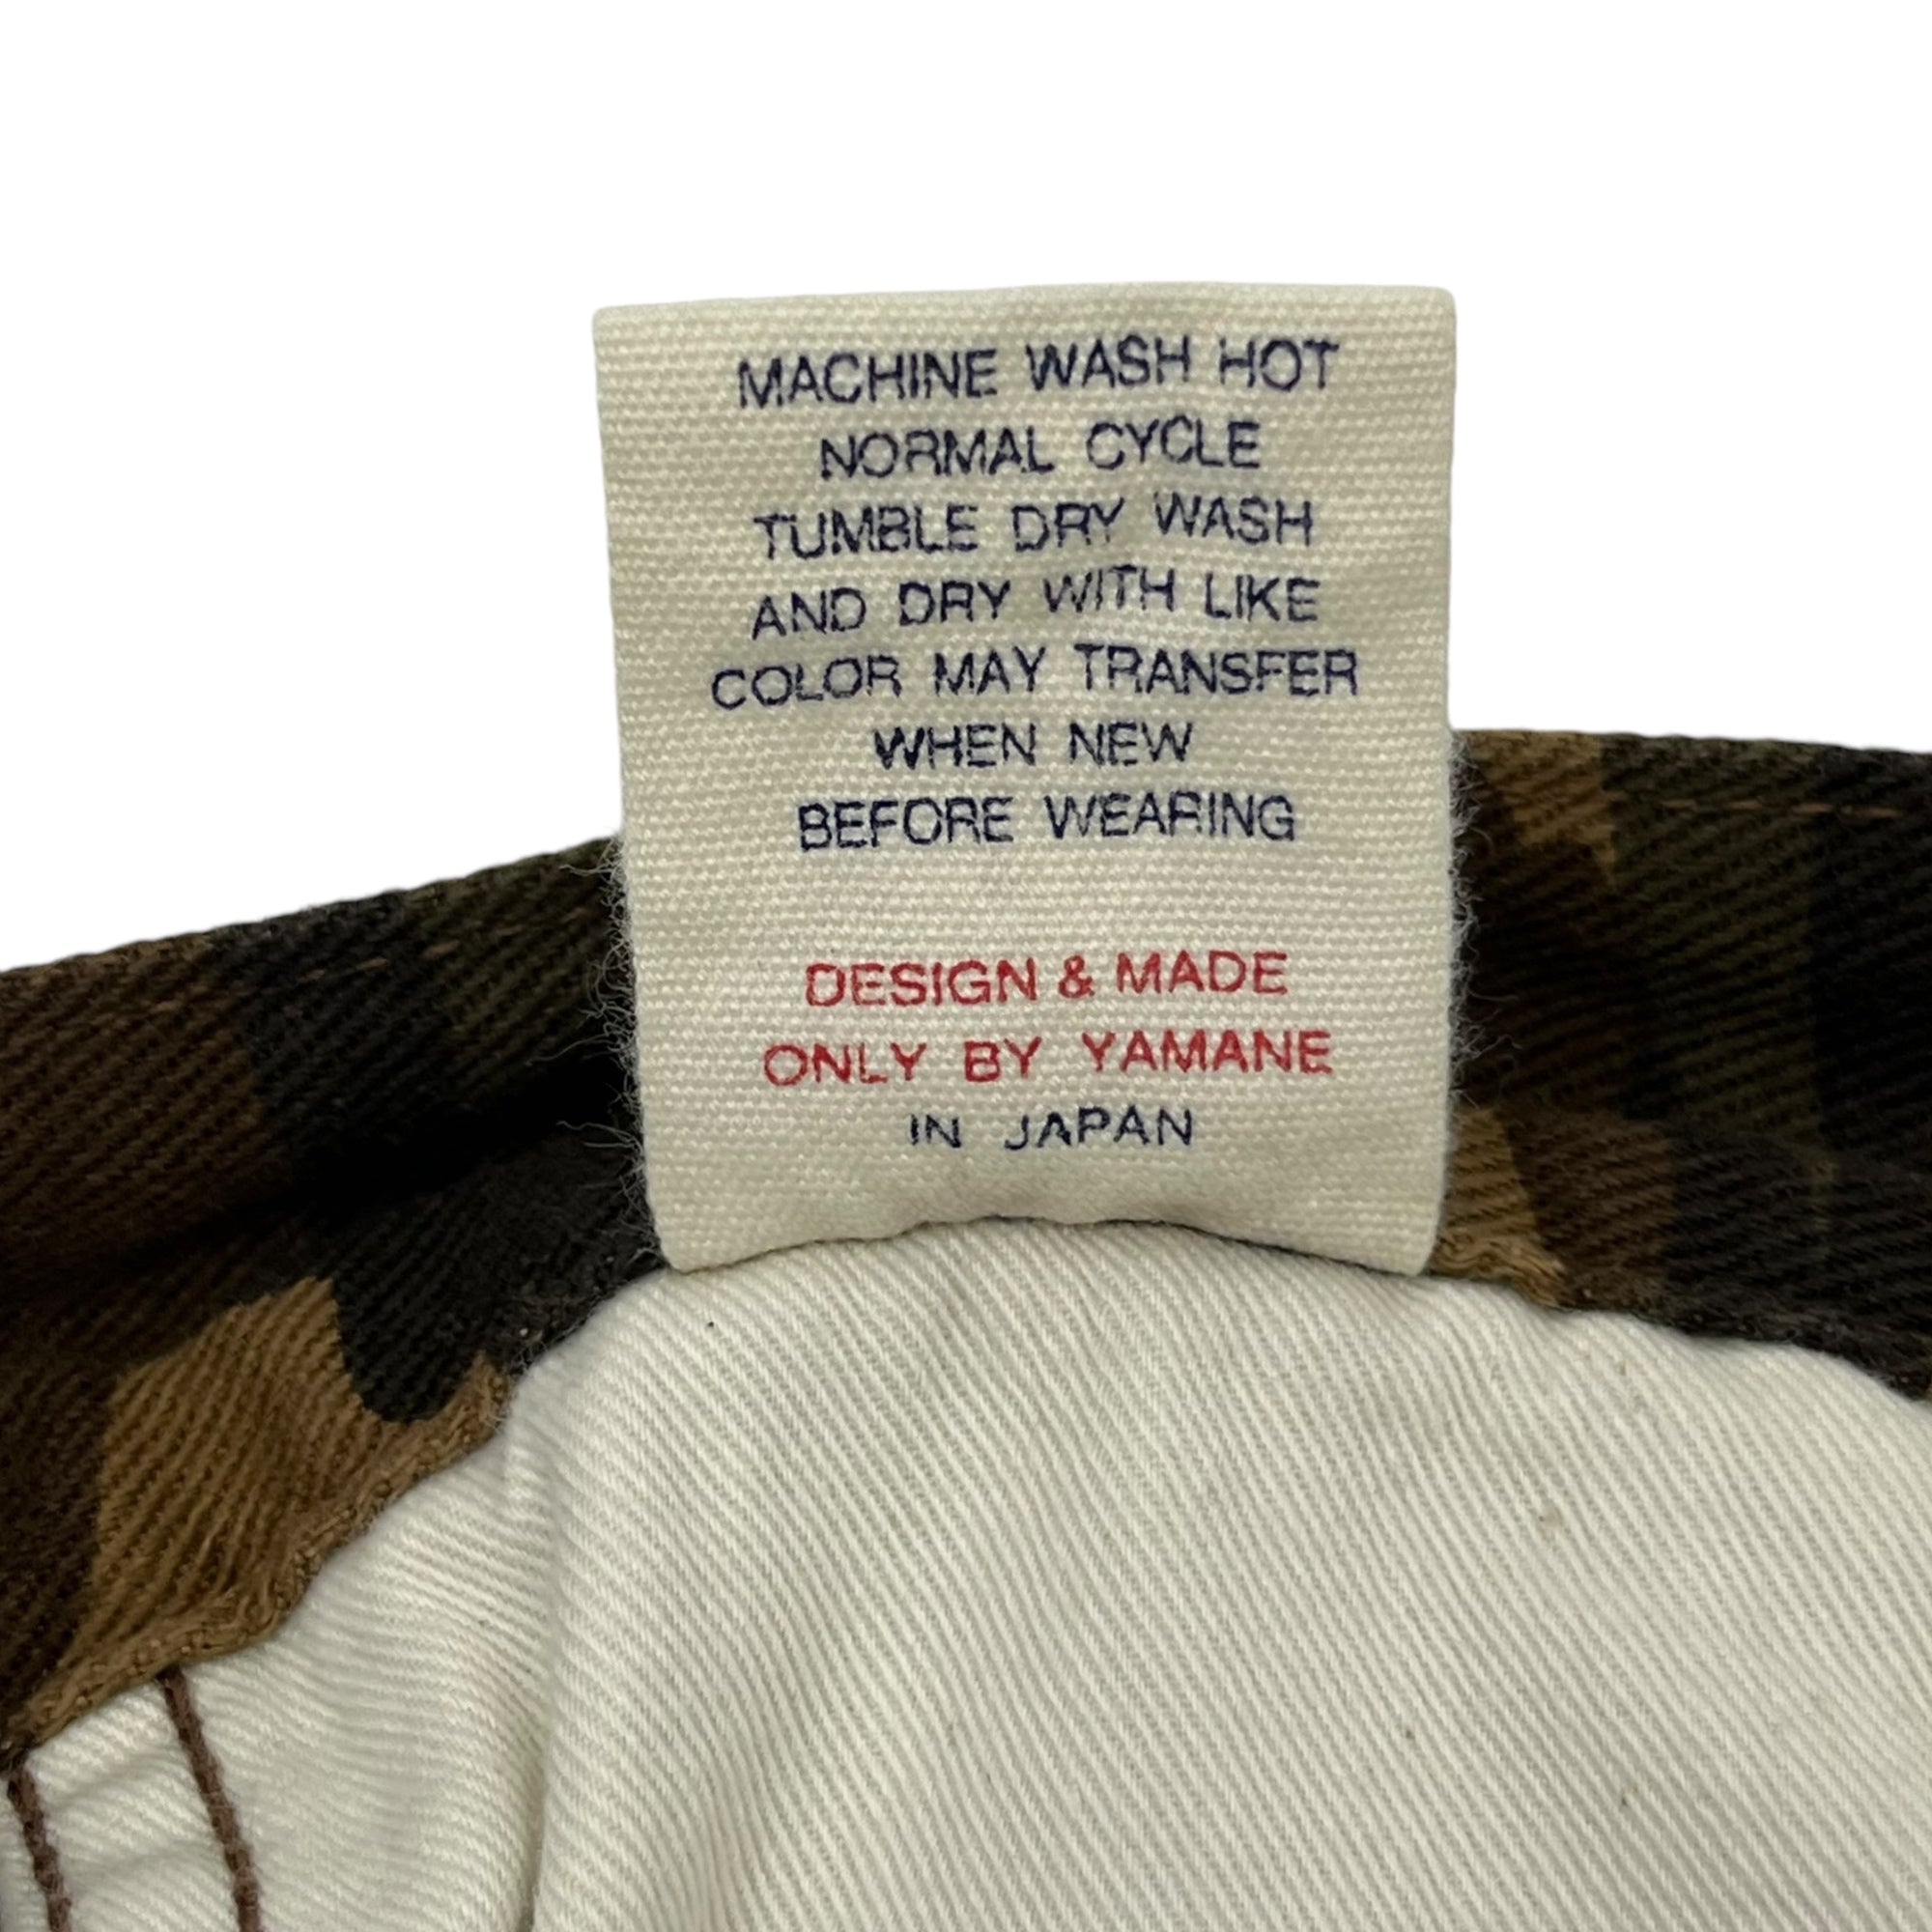 MACHINE WASH HOT
NORMAL CYCLE
TUMBLE DRY WASH
AND DRY WITH LIKE
COLOR MAY TRANSFER
WHEN NEW
BEFORE WEARING
DESIGN & MADE
ONLY BY YAMANE
IN JAPAN